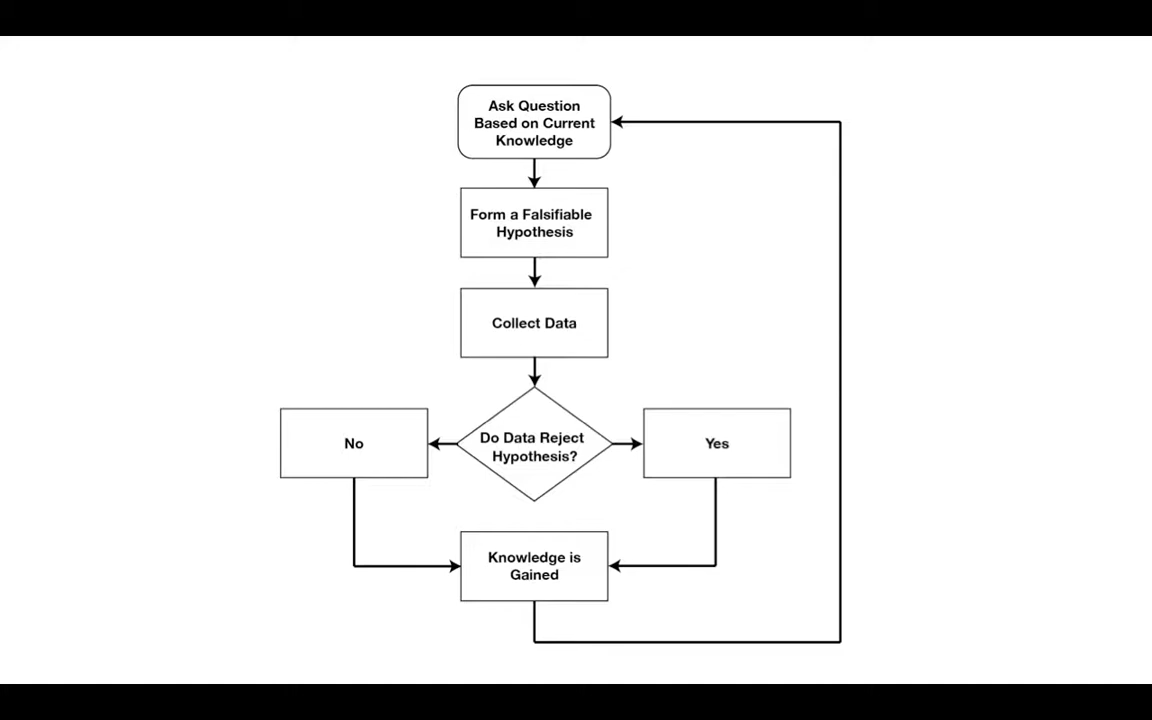 Ask Question
Based on Current
Knowledge
Form a Falsifiable
Hypothesis
Collect Data
No
Do Data Reject
Hypothesis?
Yes
Knowledge is
Gained